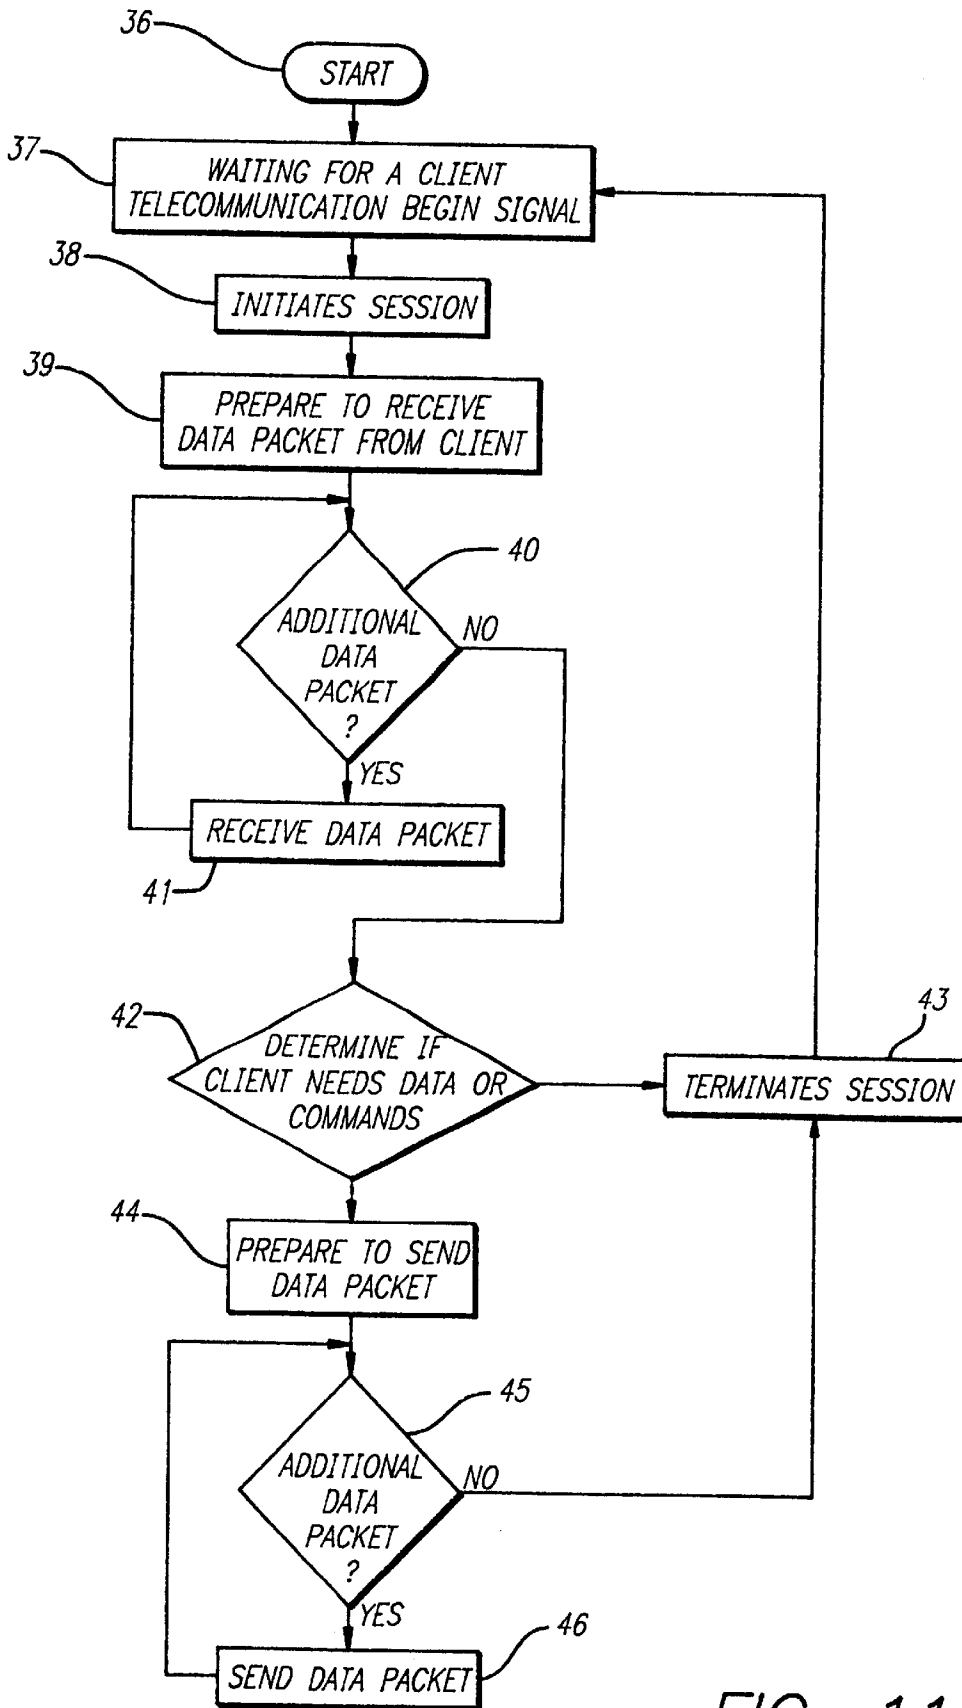 36
START
37
WAITING FOR A CLIENT
TELECOMMUNICATION BEGIN SIGNAL
38
INITIATES SESSION
39
PREPARE TO RECEIVE
DATA PACKET FROM CLIENT
40
ADDITIONAL
DATA
PACKET
?
NO
YES
RECEIVE DATA PACKET
41
42
DETERMINE IF
CLIENT NEEDS DATA OR
COMMANDS
43
TERMINATES SESSION
44
PREPARE TO SEND
DATA PACKET
45
ADDITIONAL
DATA
PACKET
?
NO
YES
46
SEND DATA PACKET
FIG. 11